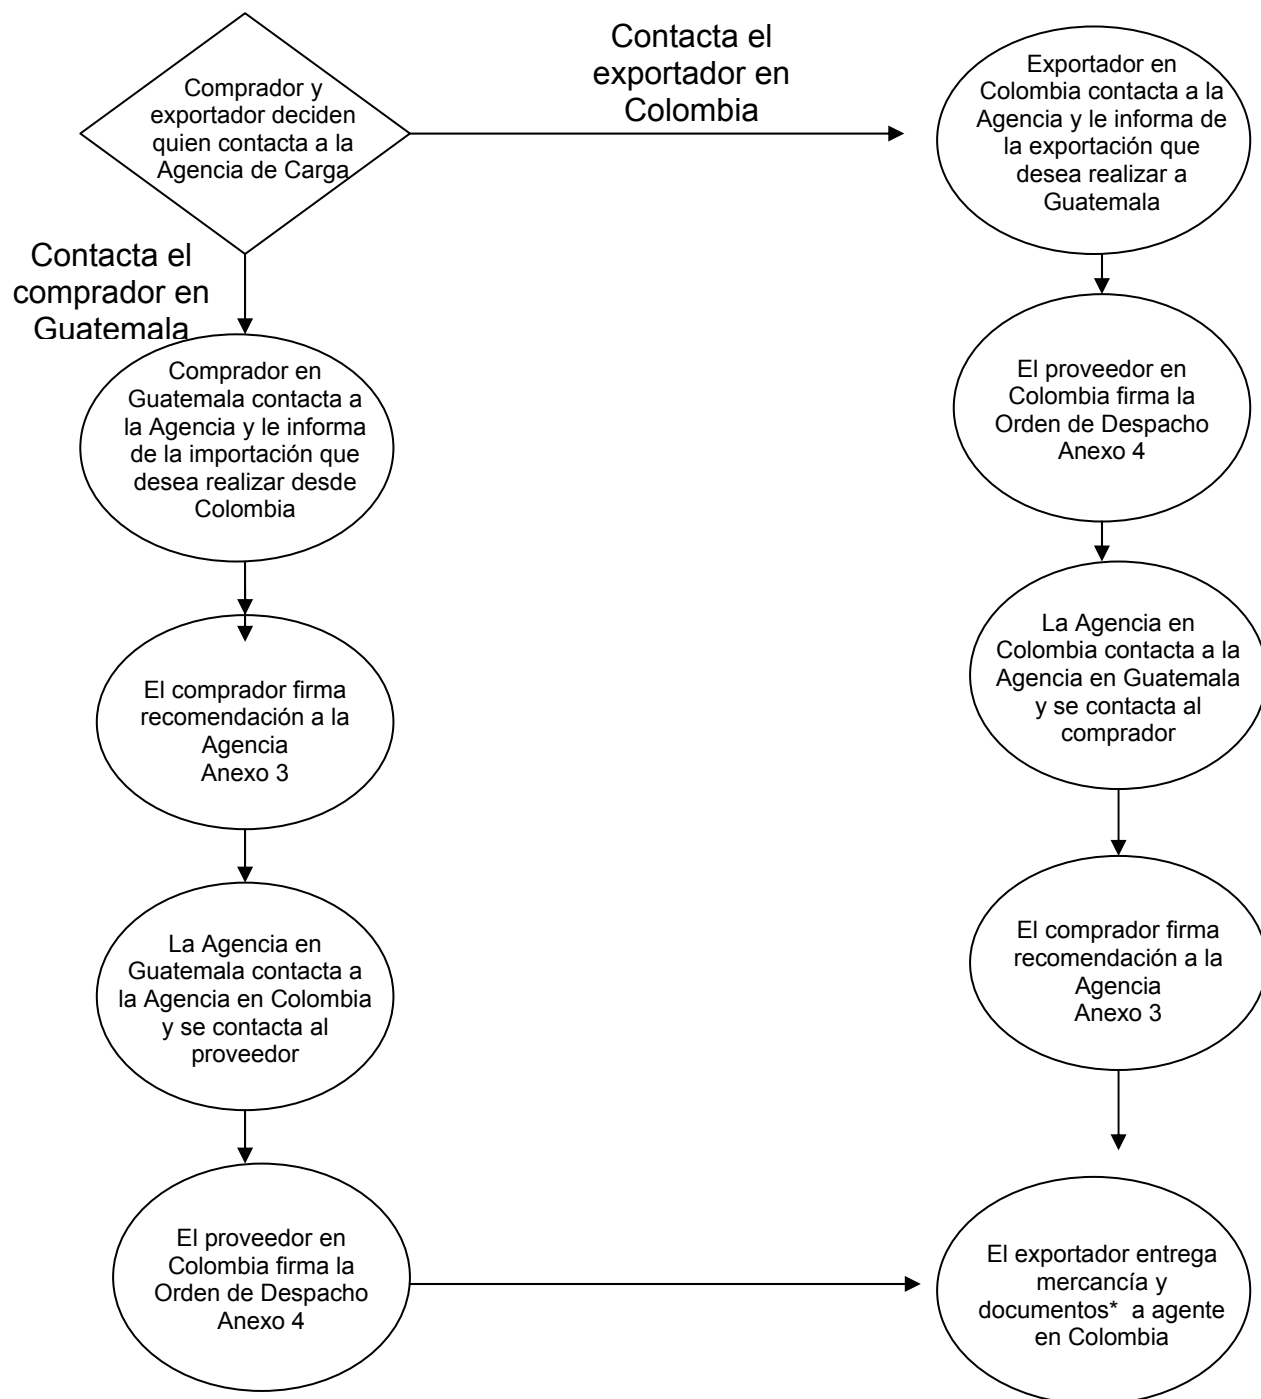 Comprador y
exportador deciden
quien contacta a la
Agencia de Carga
Contacta el
exportador en
Colombia
Exportador en
Colombia contacta a la
Agencia y le informa de
la exportación que
desea realizar a
Guatemala
Contacta el
comprador en
Guatemala
Comprador en
Guatemala contacta a
la Agencia y le informa
de la importación que
desea realizar desde
Colombia
El proveedor en
Colombia firma la
Orden de Despacho
Anexo 4
La Agencia en
Colombia contacta a la
Agencia en Guatemala
y se contacta al
comprador
El comprador firma
recomendación a la
Agencia
Anexo 3
La Agencia en
Guatemala contacta a
la Agencia en Colombia
y se contacta al
proveedor
El comprador firma
recomendación a la
Agencia
Anexo 3
El proveedor en
Colombia firma la
Orden de Despacho
Anexo 4
El exportador entrega
mercancía y
documentos* a agente
en Colombia